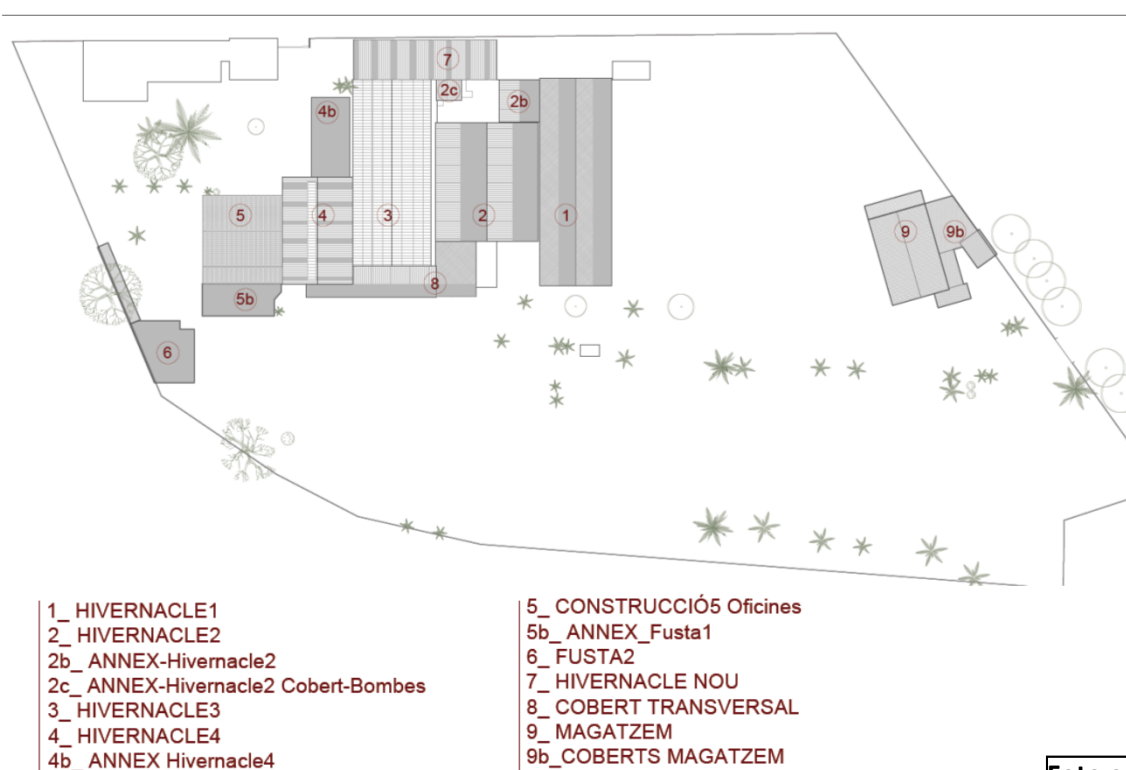 7
2c
2b
4b
5
4
3
2
1
9
9b
8
5b
6
1_ HIVERNACLE1
2_ HIVERNACLE2
2b_ ANNEX-Hivernacle2
2c_ ANNEX-Hivernacle2 Cobert-Bombes
3_ HIVERNACLE3
4_ HIVERNACLE4
4b_ ANNEX Hivernacle4
5_ CONSTRUCCIÓ5 Oficines
5b_ ANNEX_Fusta1
6_ FUSTA2
7_ HIVERNACLE NOU
8_ COBERT TRANSVERSAL
9_ MAGATZEM
9b_COBERTS MAGATZEM